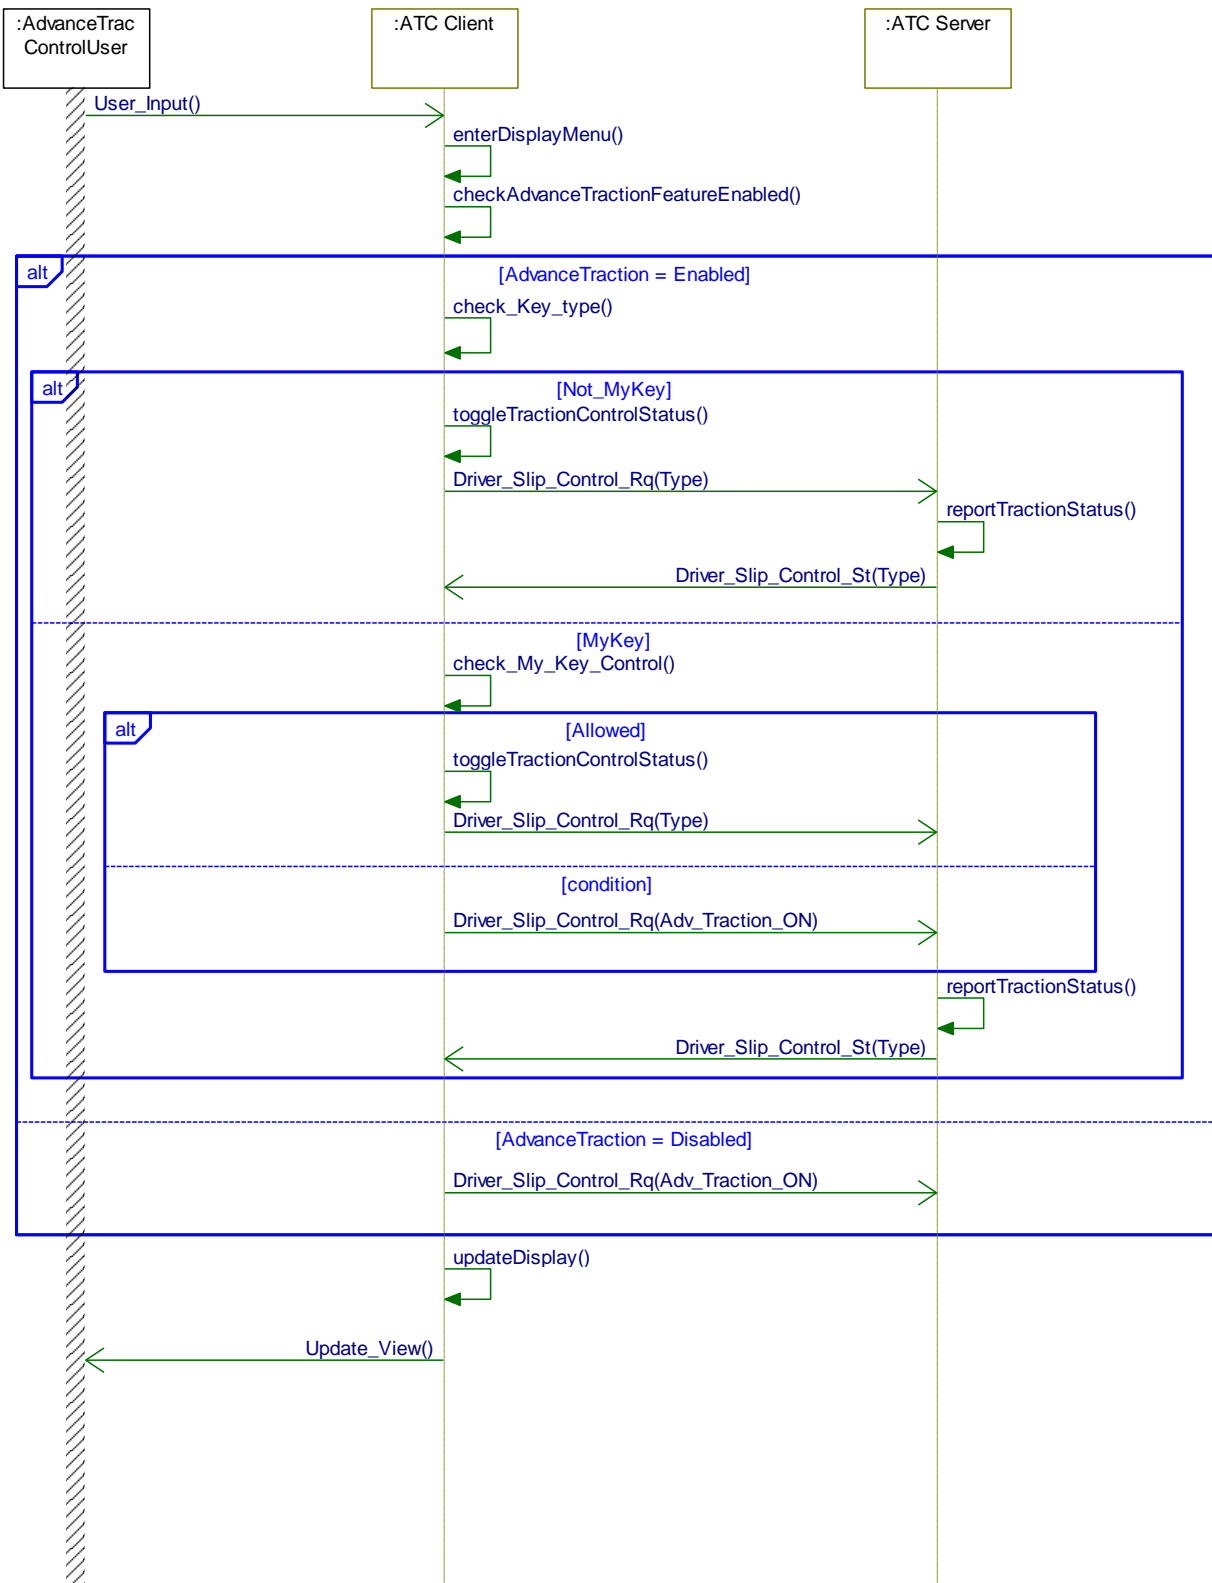 :AdvanceTrac
ControlUser
:ATC Client
:ATC Server
User_Input()
enterDisplayMenu()
checkAdvanceTractionFeatureEnabled()
alt
[AdvanceTraction = Enabled]
check_Key_type()
alt
[Not_MyKey]
toggleTractionControlStatus()
Driver_Slip_Control_Rq(Type)
reportTractionStatus()
Driver_Slip_Control_St(Type)
[MyKey]
check_My_Key_Control()
alt
[Allowed]
toggleTractionControlStatus()
Driver_Slip_Control_Rq(Type)
[condition]
Driver_Slip_Control_Rq(Adv_Traction_ON)
reportTractionStatus()
Driver_Slip_Control_St(Type)
[AdvanceTraction = Disabled]
Driver_Slip_Control_Rq(Adv_Traction_ON)
updateDisplay()
Update_View()